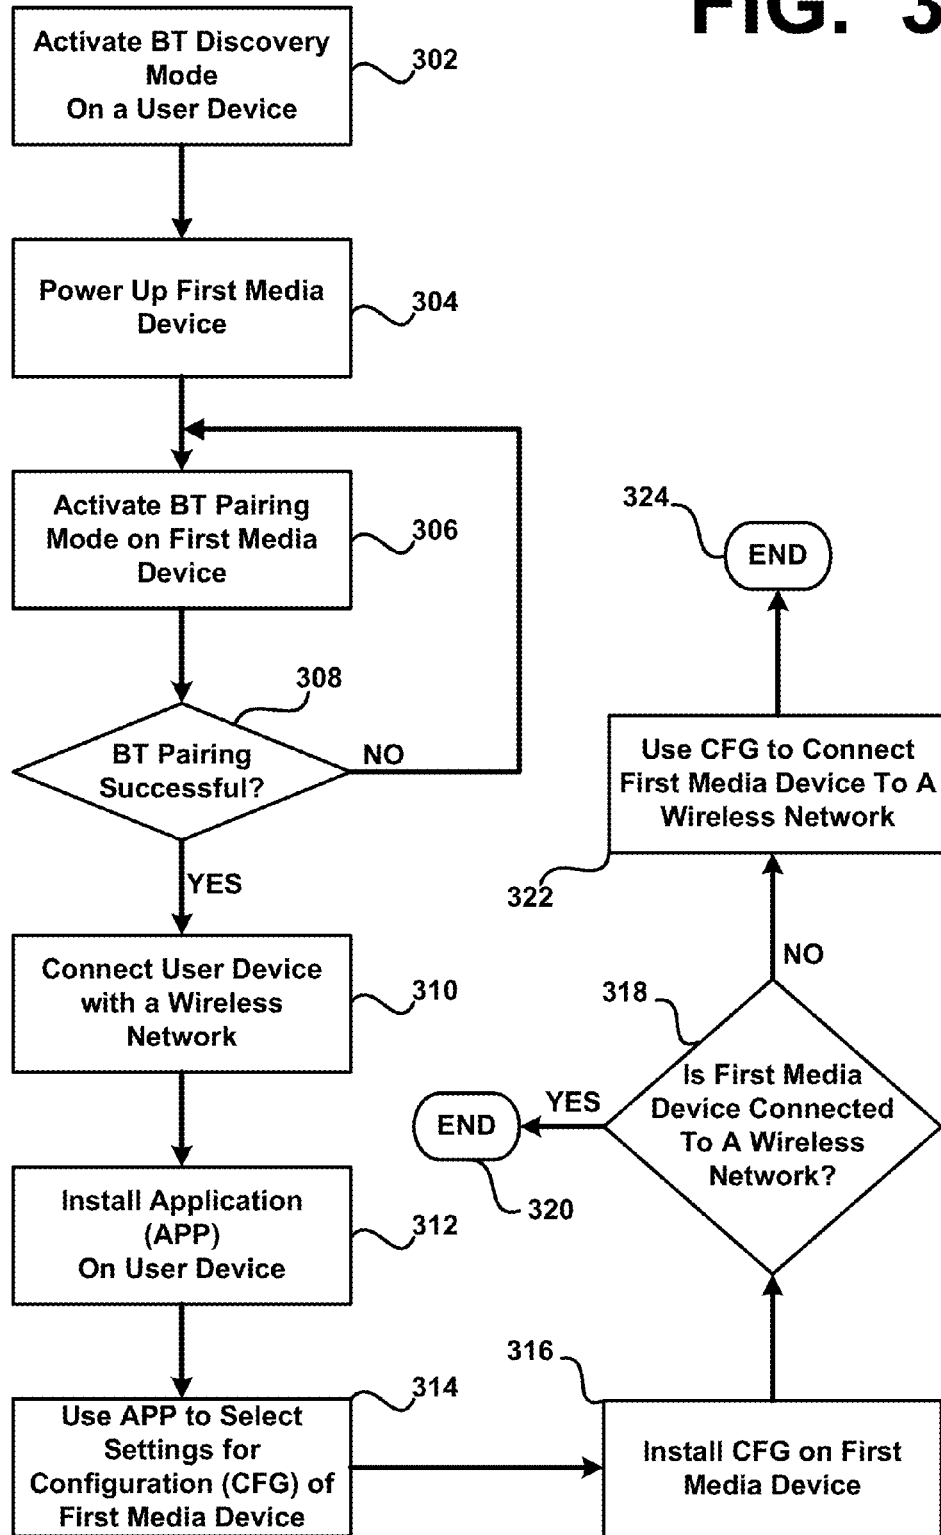 FIG. 3
Activate BT Discovery
Mode
On a User Device
302
Power Up First Media
Device
304
Activate BT Pairing
Mode on First Media
Device
306
308
BT Pairing
Successful?
NO
YES
Connect User Device
with a Wireless
Network
310
Install Application
(APP)
On User Device
312
314
Use APP to Select
Settings for
Configuration (CFG) of
First Media Device
316
Install CFG on First
Media Device
318
Is First Media
Device Connected
To A Wireless
Network?
YES
END
320
NO
Use CFG to Connect
First Media Device To A
Wireless Network
322
324
END